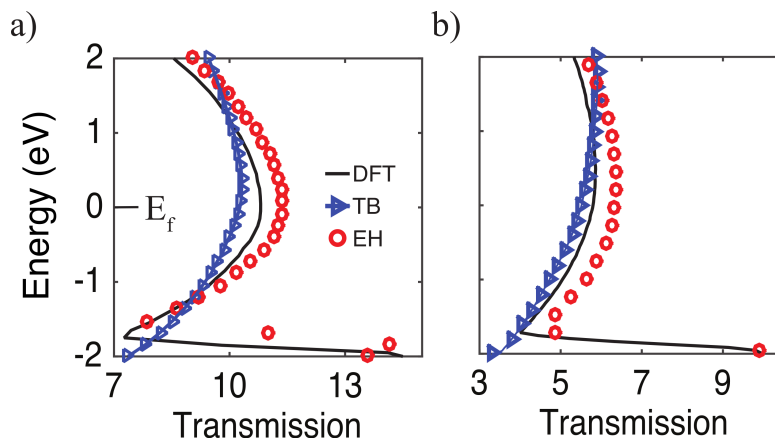 a)
b)
2
1
0
-1
-2
Energy (eV)
E_f
DFT
TB
EH
7
10
13
Transmission
3
5
7
9
Transmission